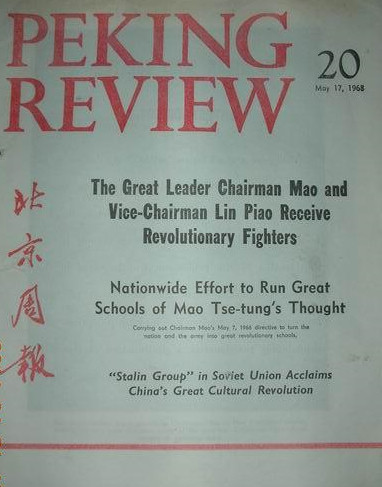 PEKING
REVIEW
20
May 17, 1968
北京周報
The Great Leader Chairman Mao and
Vice-Chairman Lin Piao Receive
Revolutionary Fighters
Nationwide Effort to Run Great
Schools of Mao Tse-tung's Thought
Carrying out Chairman Mao's May 7, 1966 directive to turn the
nation and the army into great revolutionary schools.
"Stalin Group" in Soviet Union Acclaims
China's Great Cultural Revolution